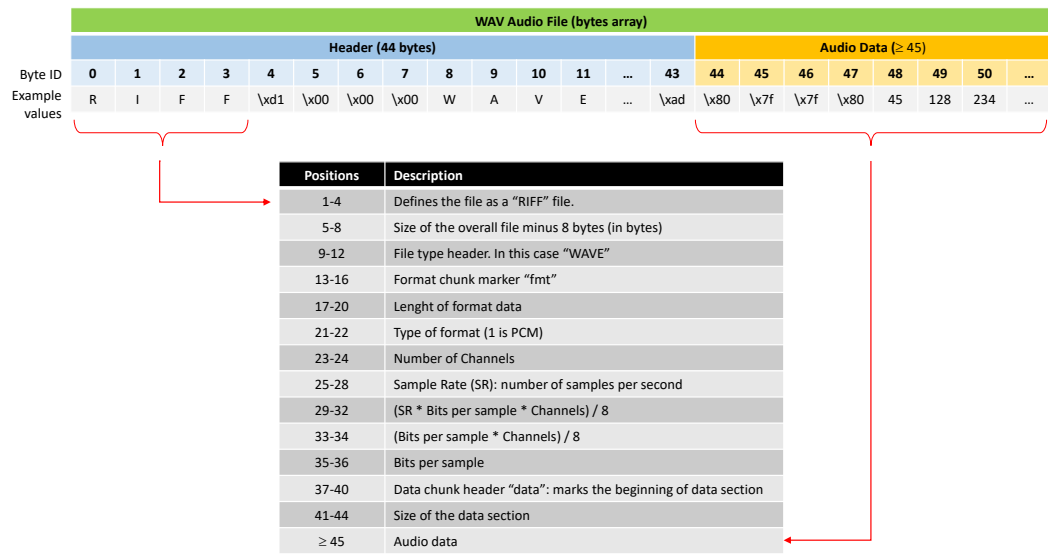 WAV Audio File (bytes array)
Header (44 bytes) Audio Data (≥ 45)
Byte ID 0 1 2 3 4 5 6 7 8 9 10 11 ... 43 44 45 46 47 48 49 50 ...
Example values R I F F \xd1 \x00 \x00 \x00 W A V E ... \xad \x80 \x7f \x7f \x80 45 128 234 ...
Positions Description
1-4 Defines the file as a “RIFF” file.
5-8 Size of the overall file minus 8 bytes (in bytes)
9-12 File type header. In this case “WAVE”
13-16 Format chunk marker “fmt”
17-20 Lenght of format data
21-22 Type of format (1 is PCM)
23-24 Number of Channels
25-28 Sample Rate (SR): number of samples per second
29-32 (SR * Bits per sample * Channels) / 8
33-34 (Bits per sample * Channels) / 8
35-36 Bits per sample
37-40 Data chunk header “data”: marks the beginning of data section
41-44 Size of the data section
≥ 45 Audio data